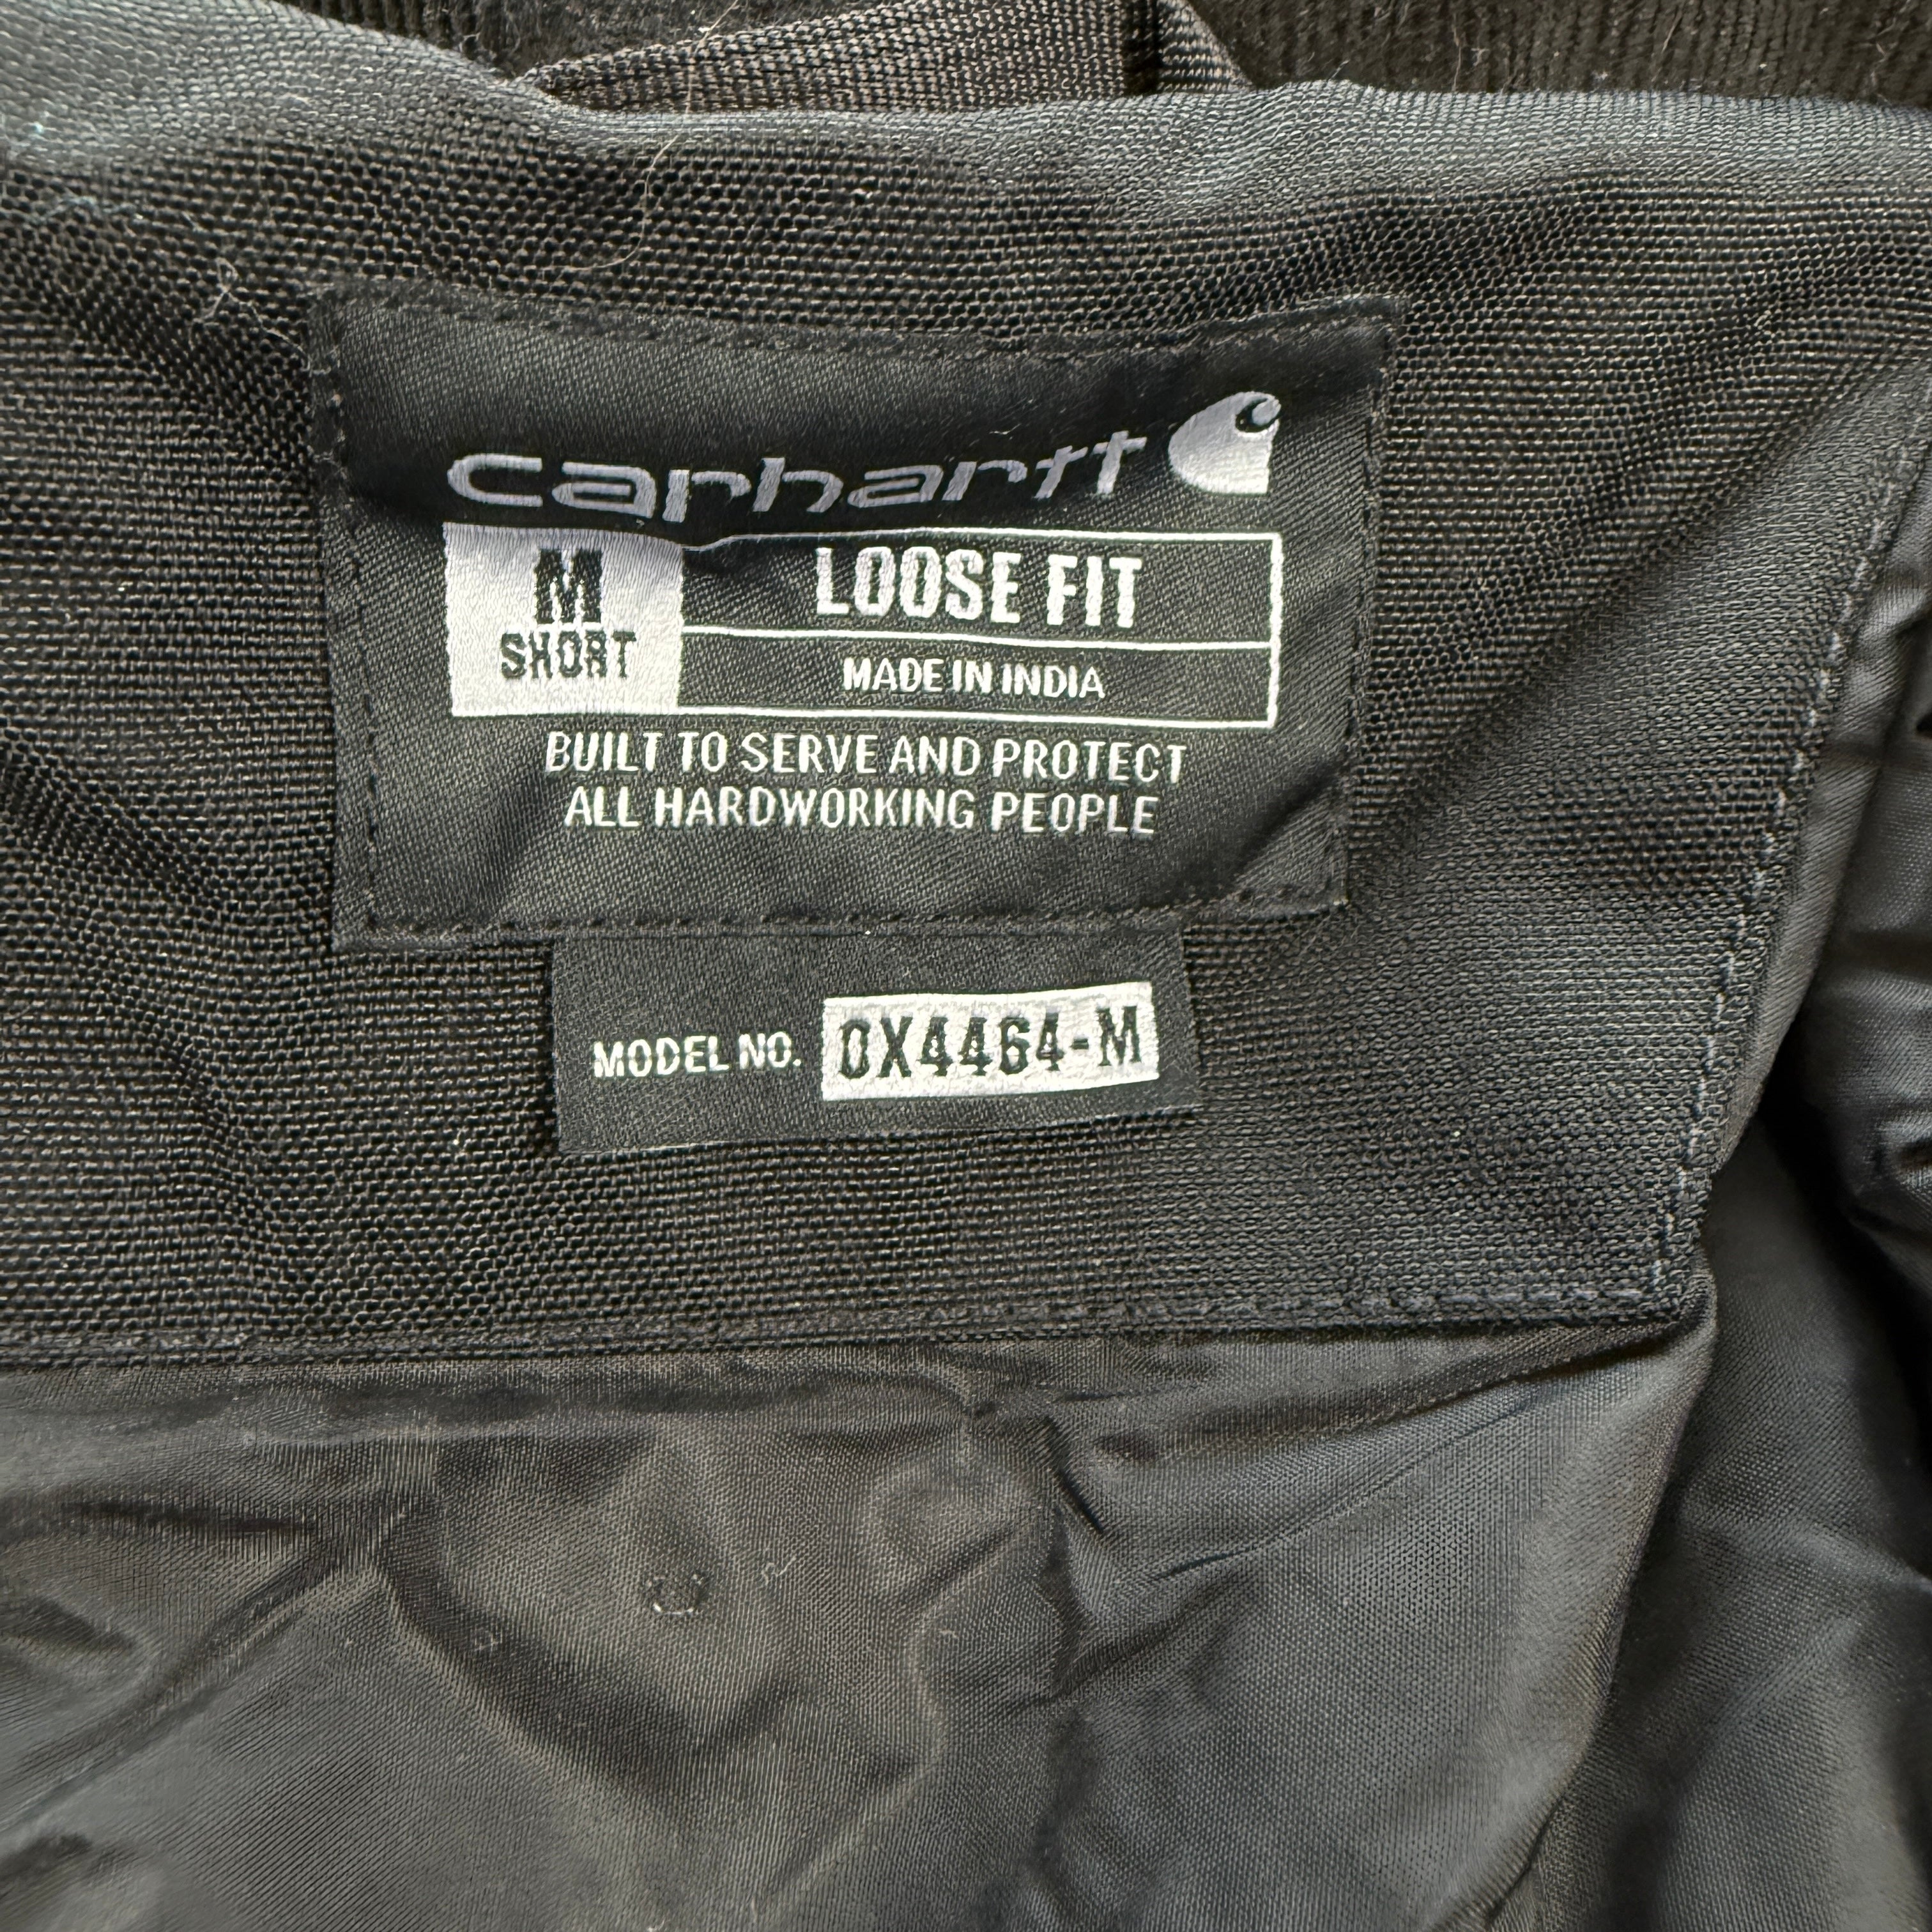 carhartt
M
SHORT
LOOSE FIT
MADE IN INDIA
BUILT TO SERVE AND PROTECT
ALL HARDWORKING PEOPLE
MODEL NO. OX4464-M